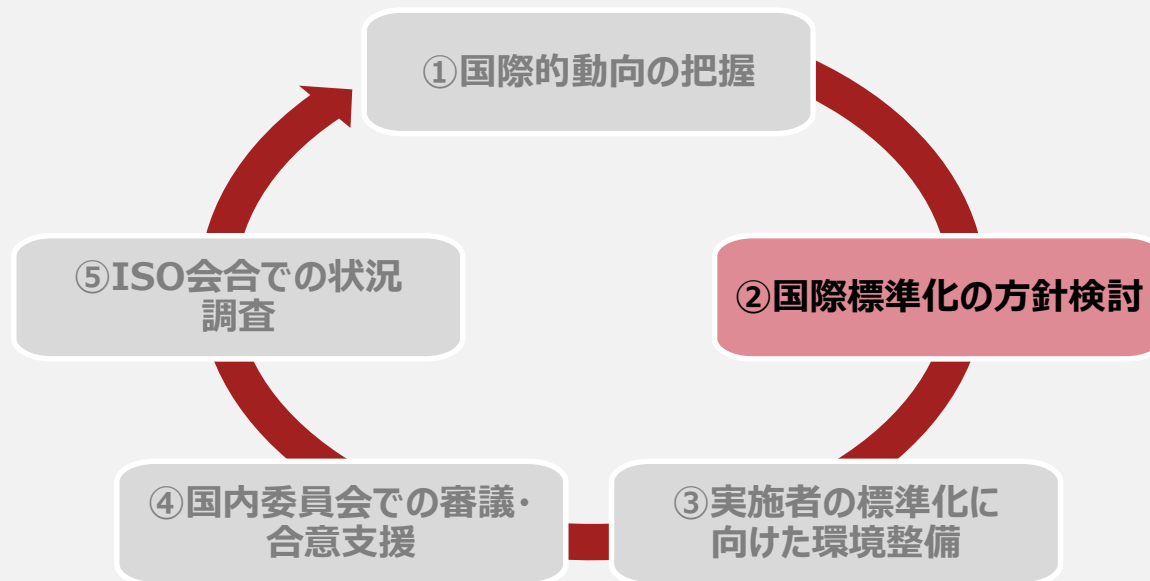 ①国際的動向の把握
②国際標準化の方針検討
③実施者の標準化に
向けた環境整備
④国内委員会での審議・
合意支援
⑤ISO会合での状況
調査